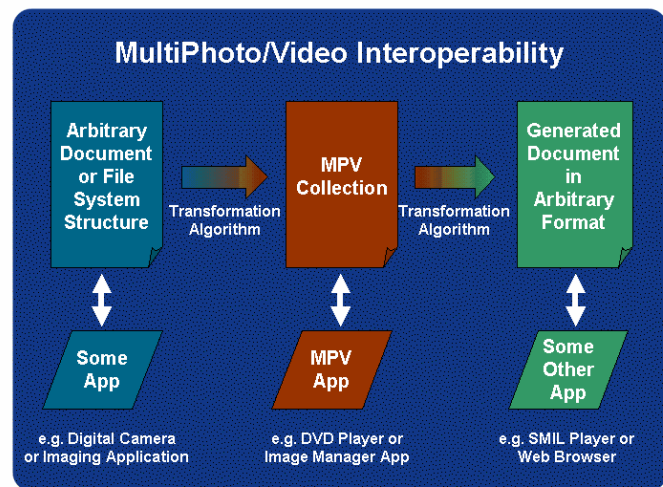 MultiPhoto/Video Interoperability
Arbitrary
Document
or File
System
Structure
Transformation
Algorithm
MPV
Collection
Transformation
Algorithm
Generated
Document
in
Arbitrary
Format
Some
App
MPV
App
Some
Other
App
e.g. Digital Camera
or Imaging Application
e.g. DVD Player or
Image Manager App
e.g. SMIL Player or
Web Browser